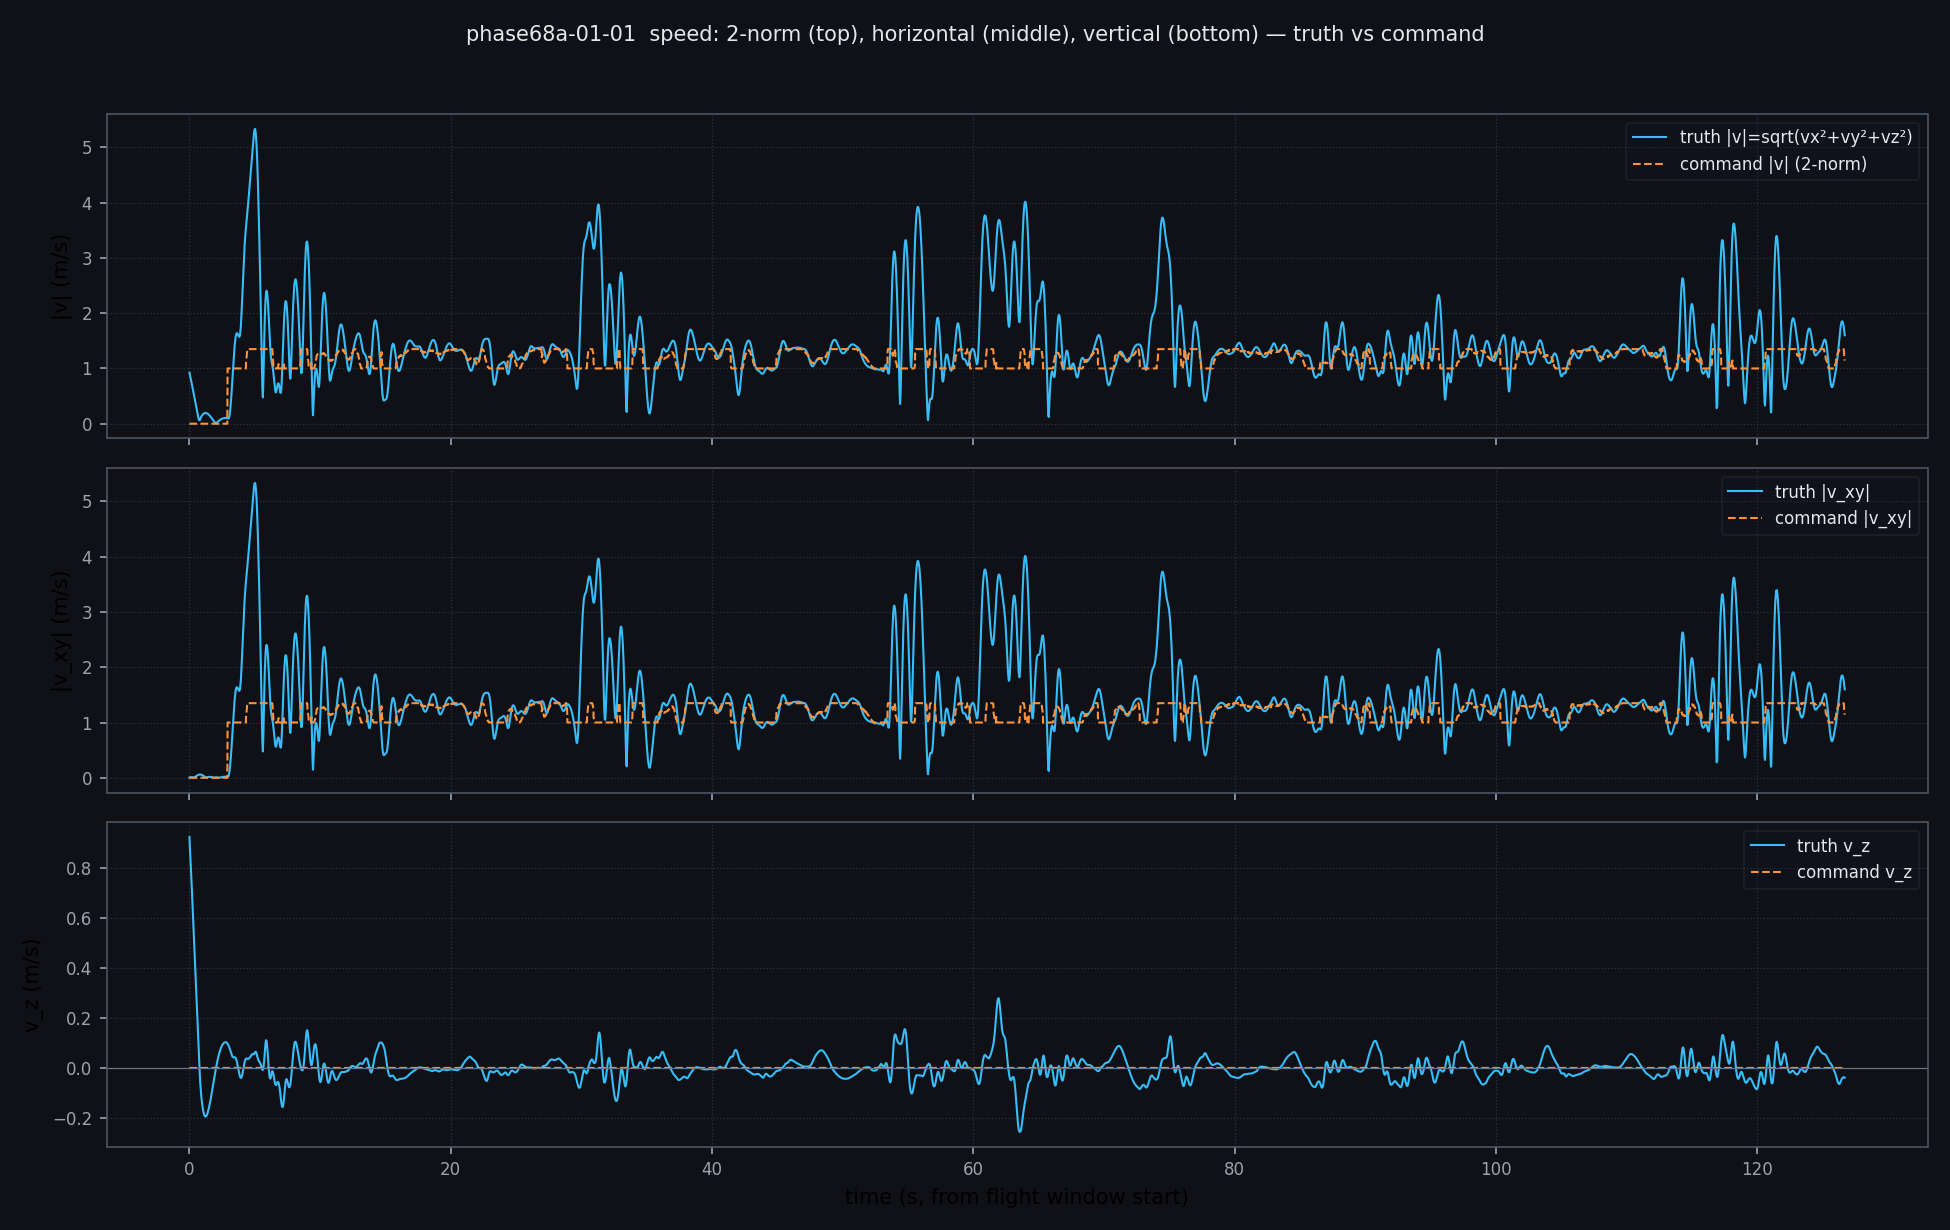 phase68a-01-01 speed: 2-norm (top), horizontal (middle), vertical (bottom) — truth vs command
|v| (m/s)
5
4
3
2
1
0
truth |v|=sqrt(vx²+vy²+vz²)
command |v| (2-norm)
|v_xy| (m/s)
5
4
3
2
1
0
truth |v_xy|
command |v_xy|
v_z (m/s)
0.8
0.6
0.4
0.2
0.0
−0.2
truth v_z
command v_z
0 20 40 60 80 100 120
time (s, from flight window start)